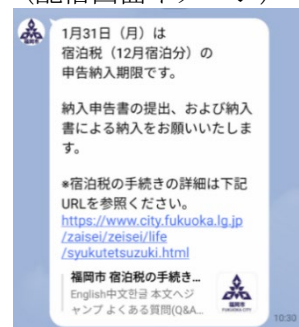 (配信画面イメージ)
1月31日（月）は
宿泊税（12月宿泊分）の
申告納入期限です。
納入申告書の提出、および納入
書による納入をお願いいたしま
す。
*宿泊税の手続きの詳細は下記
URLを参照ください。
https://www.city.fukuoka.lg.jp
/zaisei/zeisei/life
/syukutetsuzuki.html
福岡市 宿泊税の手続き...
English中文한글 本文へジ
ャンプ よくある質問(Q&A...
福岡市
FUKUOKA CITY
10:30